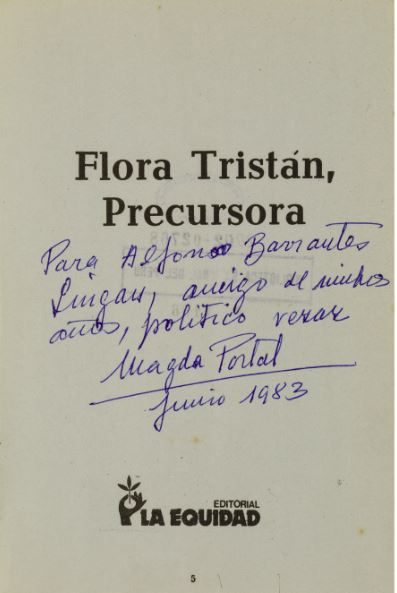 Flora Tristán,
Precursora
Para Alfonso Barrantes
Lingan, amigo de muchos
años, político veraz
Magda Portal
Junio 1983
EDITORIAL
LA EQUIDAD
5